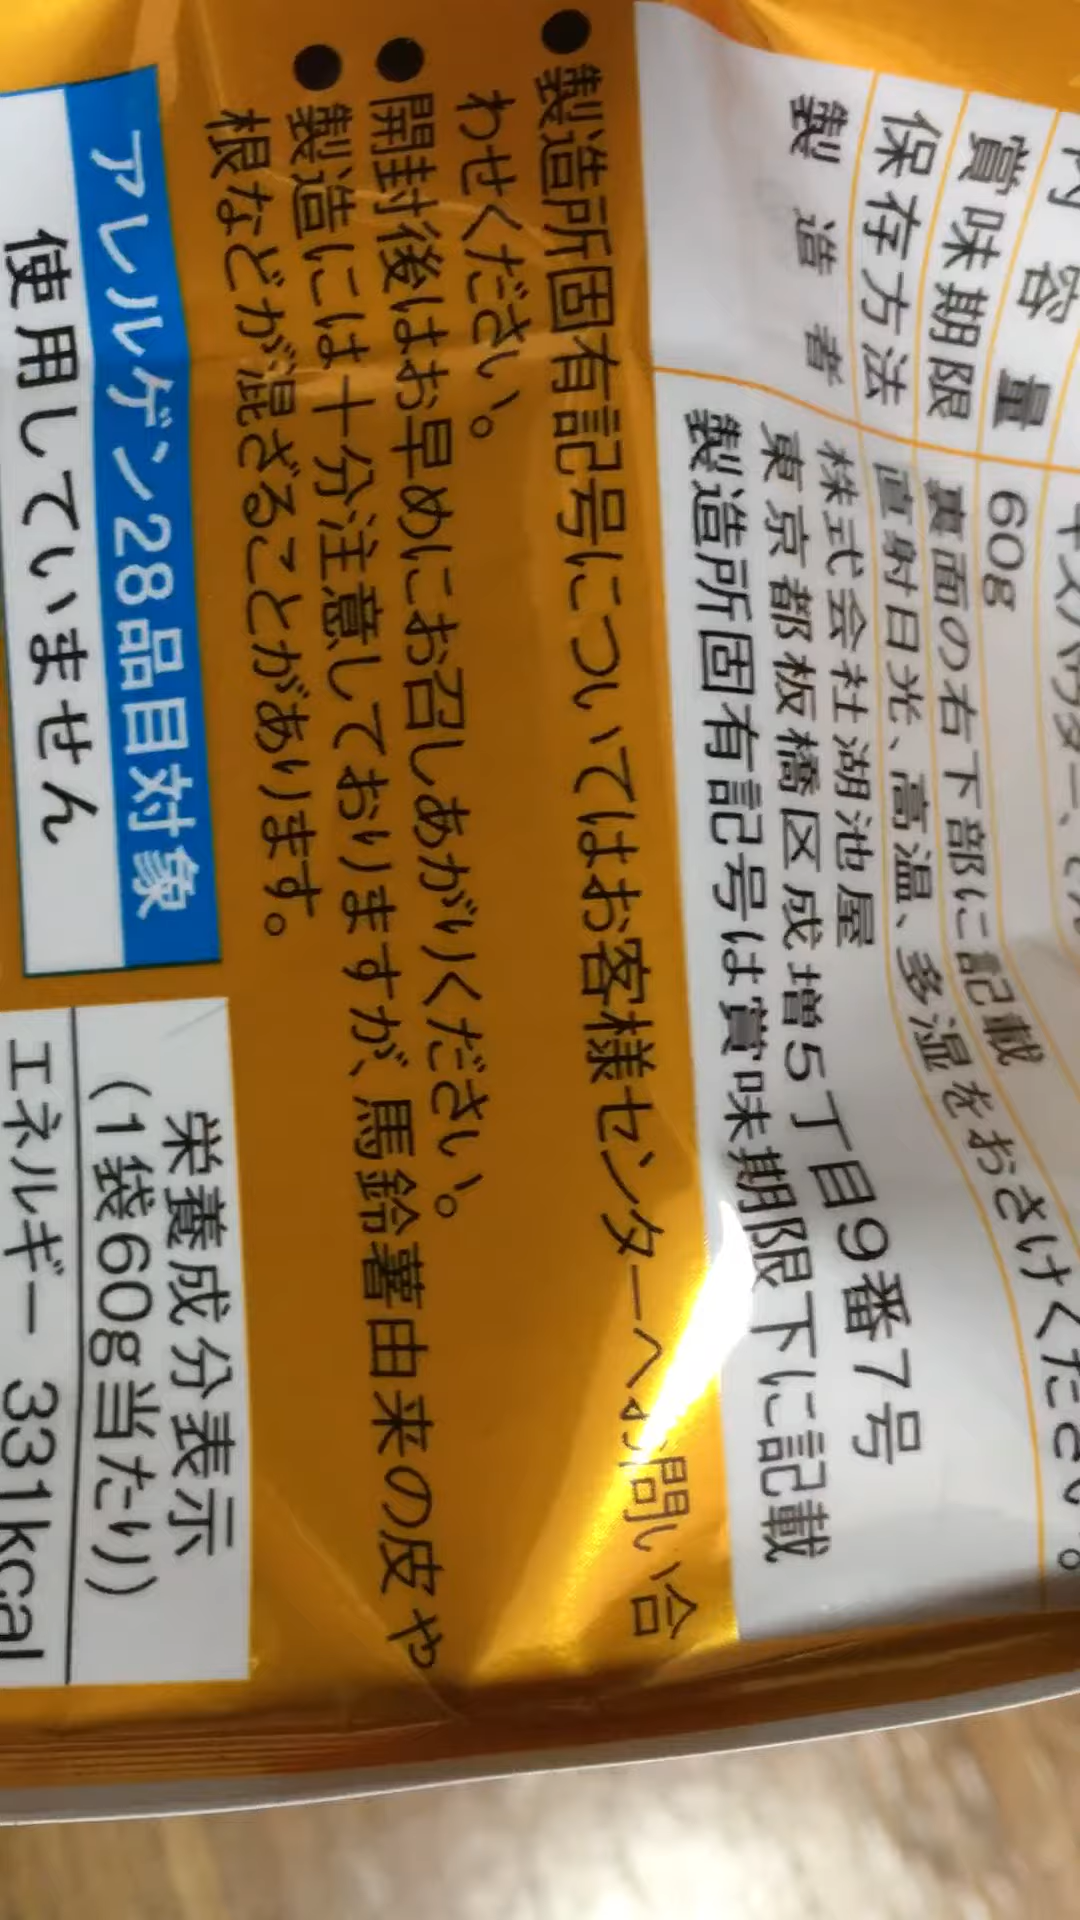 内容量 60g
賞味期限 裏面の右下部に記載
保存方法 直射日光、高温、多湿をおさけください。
製造者 株式会社湖池屋
東京都板橋区成増5丁目9番7号
製造所固有記号は賞味期限下に記載
●製造所固有記号についてはお客様センターへお問い合
わせください。
●開封後はお早めにお召しあがりください。
●製造には十分注意しておりますが、馬鈴薯由来の皮や
根などが混ざることがあります。
アレルゲン28品目対象
使用していません
栄養成分表示
(1袋60g当たり)
エネルギー 331kcal